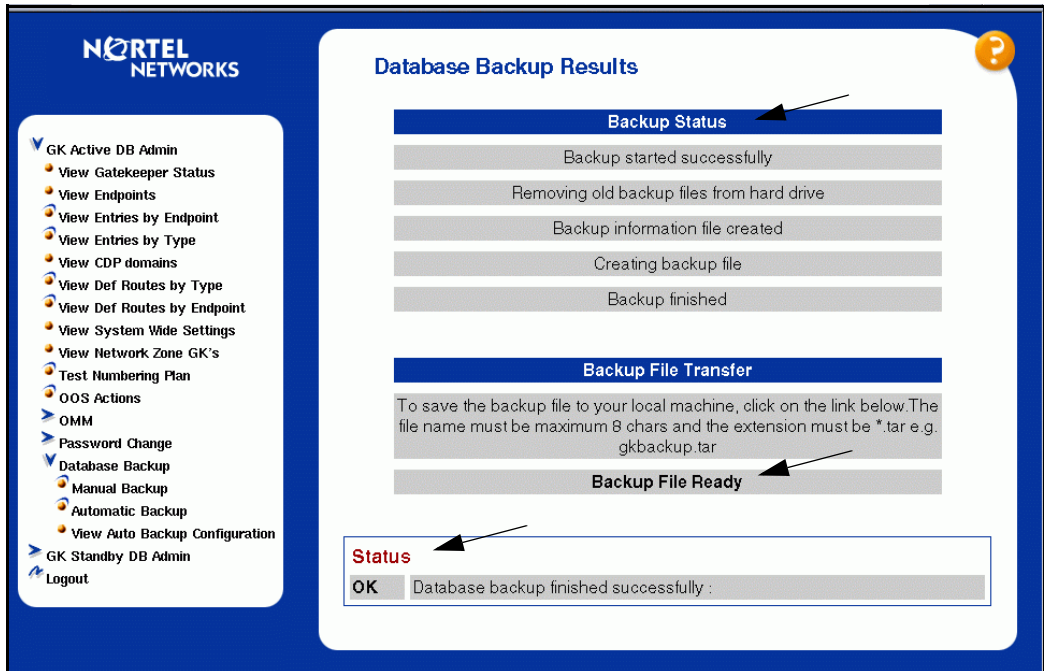 NORTEL
NETWORKS
GK Active DB Admin
View Gatekeeper Status
View Endpoints
View Entries by Endpoint
View Entries by Type
View CDP domains
View Def Routes by Type
View Def Routes by Endpoint
View System Wide Settings
View Network Zone GK's
Test Numbering Plan
OOS Actions
OMM
Password Change
Database Backup
Manual Backup
Automatic Backup
View Auto Backup Configuration
GK Standby DB Admin
Logout
?
Database Backup Results
Backup Status
Backup started successfully
Removing old backup files from hard drive
Backup information file created
Creating backup file
Backup finished
Backup File Transfer
To save the backup file to your local machine, click on the link below.The
file name must be maximum 8 chars and the extension must be *.tar e.g.
gkbackup.tar
Backup File Ready
Status
OK Database backup finished successfully :